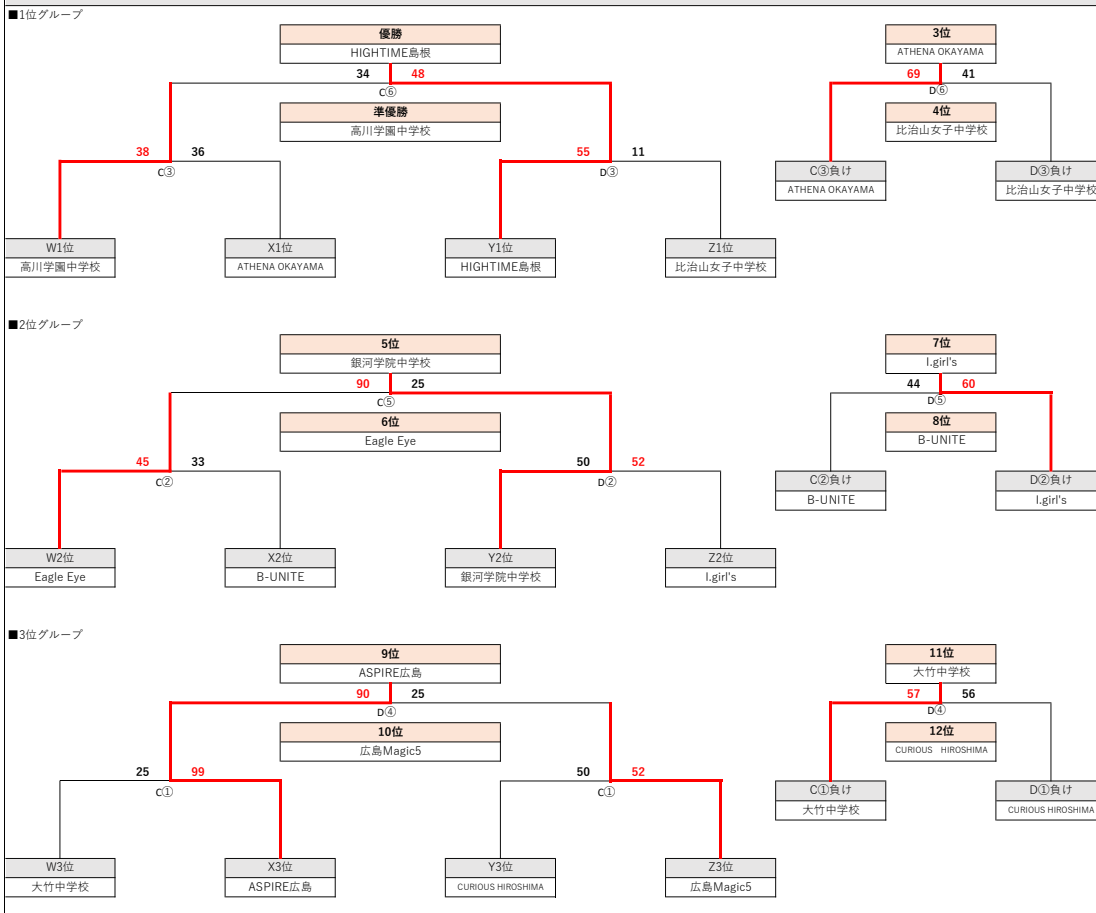 ■1位グループ
優勝
HIGHTIME島根
34 48
C⑥
準優勝
高川学園中学校
3位
ATHENA OKAYAMA
69 41
D⑥
4位
比治山女子中学校
38 36
C③
55 11
D③
C③負け
ATHENA OKAYAMA
D③負け
比治山女子中学校
W1位
高川学園中学校
X1位
ATHENA OKAYAMA
Y1位
HIGHTIME島根
Z1位
比治山女子中学校
■2位グループ
5位
銀河学院中学校
90 25
C⑤
6位
Eagle Eye
7位
I.girl's
44 60
D⑤
8位
B-UNITE
45 33
C②
50 52
D②
C②負け
B-UNITE
D②負け
I.girl's
W2位
Eagle Eye
X2位
B-UNITE
Y2位
銀河学院中学校
Z2位
I.girl's
■3位グループ
9位
ASPIRE広島
90 25
D④
10位
広島Magic5
11位
大竹中学校
57 56
D④
12位
CURIOUS　HIROSHIMA
25 99
C①
50 52
C①
C①負け
大竹中学校
D①負け
CURIOUS HIROSHIMA
W3位
大竹中学校
X3位
ASPIRE広島
Y3位
CURIOUS HIROSHIMA
Z3位
広島Magic5